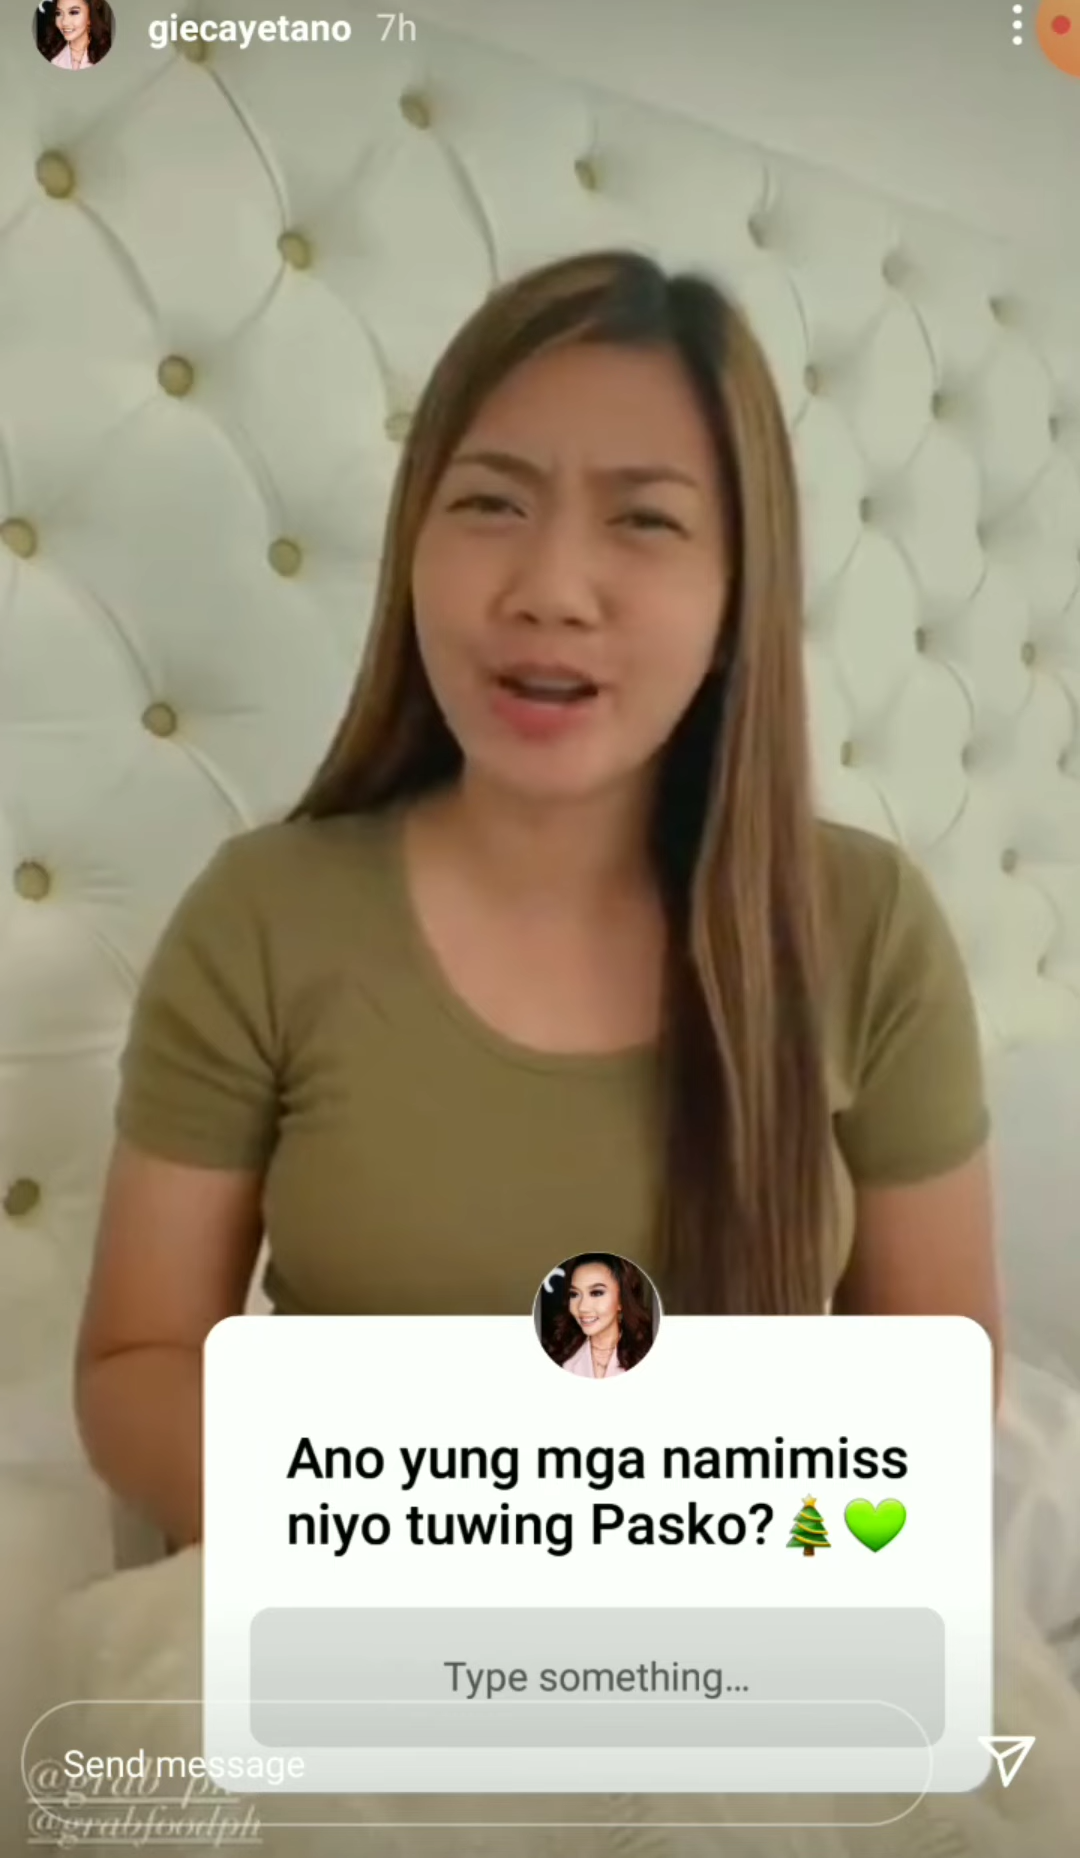 giecayetano 7h
Ano yung mga namimiss
niyo tuwing Pasko?🎄💚
Type something...
Send message
@grab_ph
@grabfoodph